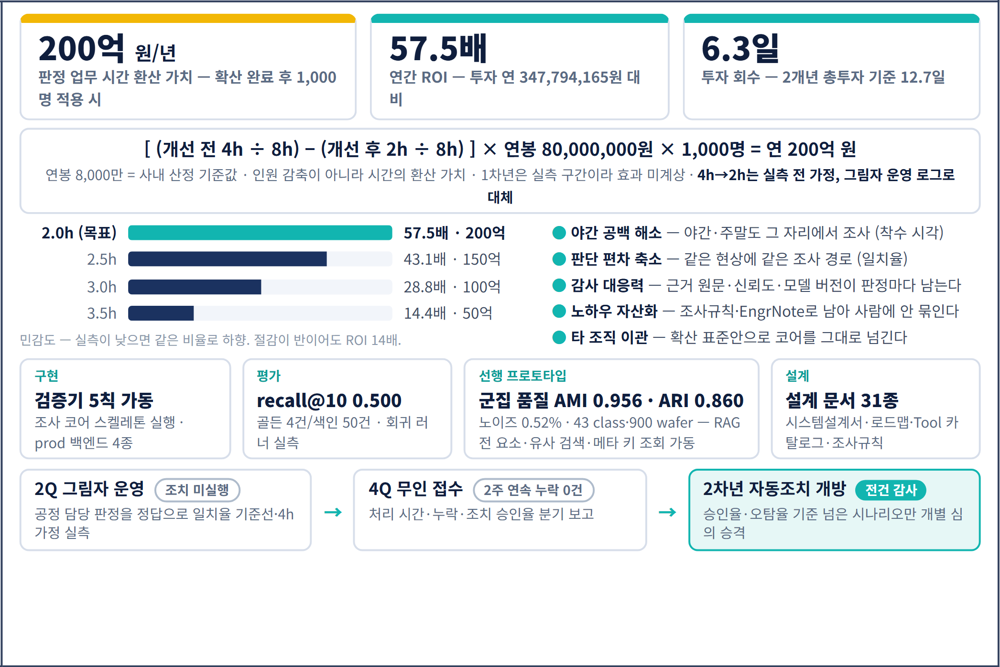 200억 원/년
판정 업무 시간 환산 가치 — 확산 완료 후 1,000
명 적용 시
57.5배
연간 ROI — 투자 연 347,794,165원 대
비
6.3일
투자 회수 — 2개년 총투자 기준 12.7일
[ (개선 전 4h ÷ 8h) − (개선 후 2h ÷ 8h) ] × 연봉 80,000,000원 × 1,000명 = 연 200억 원
연봉 8,000만 = 사내 산정 기준값 · 인원 감축이 아니라 시간의 환산 가치 · 1차년은 실측 구간이라 효과 미계상 · 4h→2h는 실측 전 가정, 그림자 운영 로그로
대체
2.0h (목표) 57.5배 · 200억
2.5h 43.1배 · 150억
3.0h 28.8배 · 100억
3.5h 14.4배 · 50억
민감도 — 실측이 낮으면 같은 비율로 하향. 절감이 반이어도 ROI 14배.
야간 공백 해소 — 야간·주말도 그 자리에서 조사 (착수 시각)
판단 편차 축소 — 같은 현상에 같은 조사 경로 (일치율)
감사 대응력 — 근거 원문·신뢰도·모델 버전이 판정마다 남는다
노하우 자산화 — 조사규칙·EngrNote로 남아 사람에 안 묶인다
타 조직 이관 — 확산 표준안으로 코어를 그대로 넘긴다
구현
검증기 5칙 가동
조사 코어 스켈레톤 실행 ·
prod 백엔드 4종
평가
recall@10 0.500
골든 4건/색인 50건 · 회귀 러
너 실측
선행 프로토타입
군집 품질 AMI 0.956 · ARI 0.860
노이즈 0.52% · 43 class·900 wafer — RAG
전 요소·유사 검색·메타 키 조회 가동
설계
설계 문서 31종
시스템설계서·로드맵·Tool 카
탈로그·조사규칙
2Q 그림자 운영 조치 미실행
공정 담당 판정을 정답으로 일치율 기준선·4h
가정 실측
→
4Q 무인 접수 2주 연속 누락 0건
처리 시간·누락·조치 승인율 분기 보고
→
2차년 자동조치 개방 전건 감사
승인율·오탐율 기준 넘은 시나리오만 개별 심
의 승격